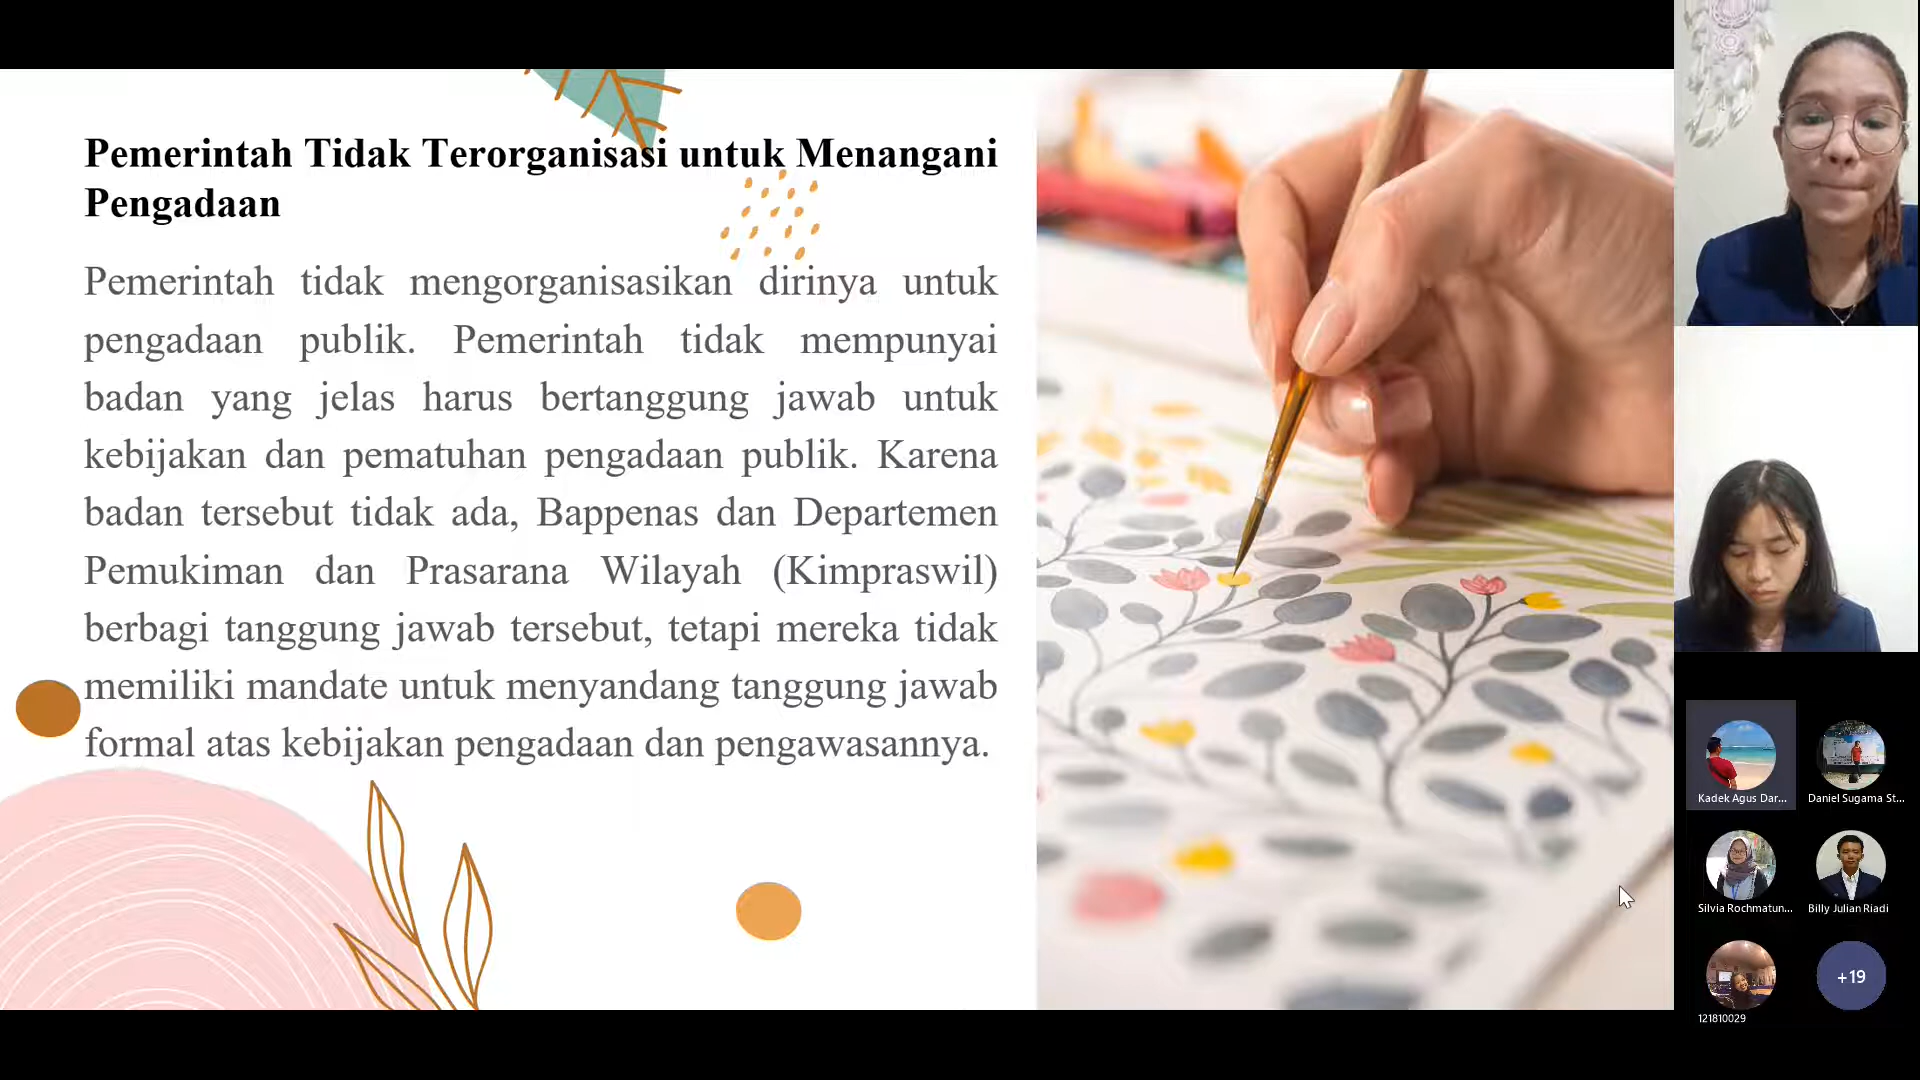 Pemerintah Tidak Terorganisasi untuk Menangani
Pengadaan
Pemerintah tidak mengorganisasikan dirinya untuk
pengadaan publik. Pemerintah tidak mempunyai
badan yang jelas harus bertanggung jawab untuk
kebijakan dan pematuhan pengadaan publik. Karena
badan tersebut tidak ada, Bappenas dan Departemen
Pemukiman dan Prasarana Wilayah (Kimpraswil)
berbagi tanggung jawab tersebut, tetapi mereka tidak
memiliki mandate untuk menyandang tanggung jawab
formal atas kebijakan pengadaan dan pengawasannya.
Kadek Agus Dar...
Daniel Sugama St...
Silvia Rochmatun...
Billy Julian Riadi
+19
121810029